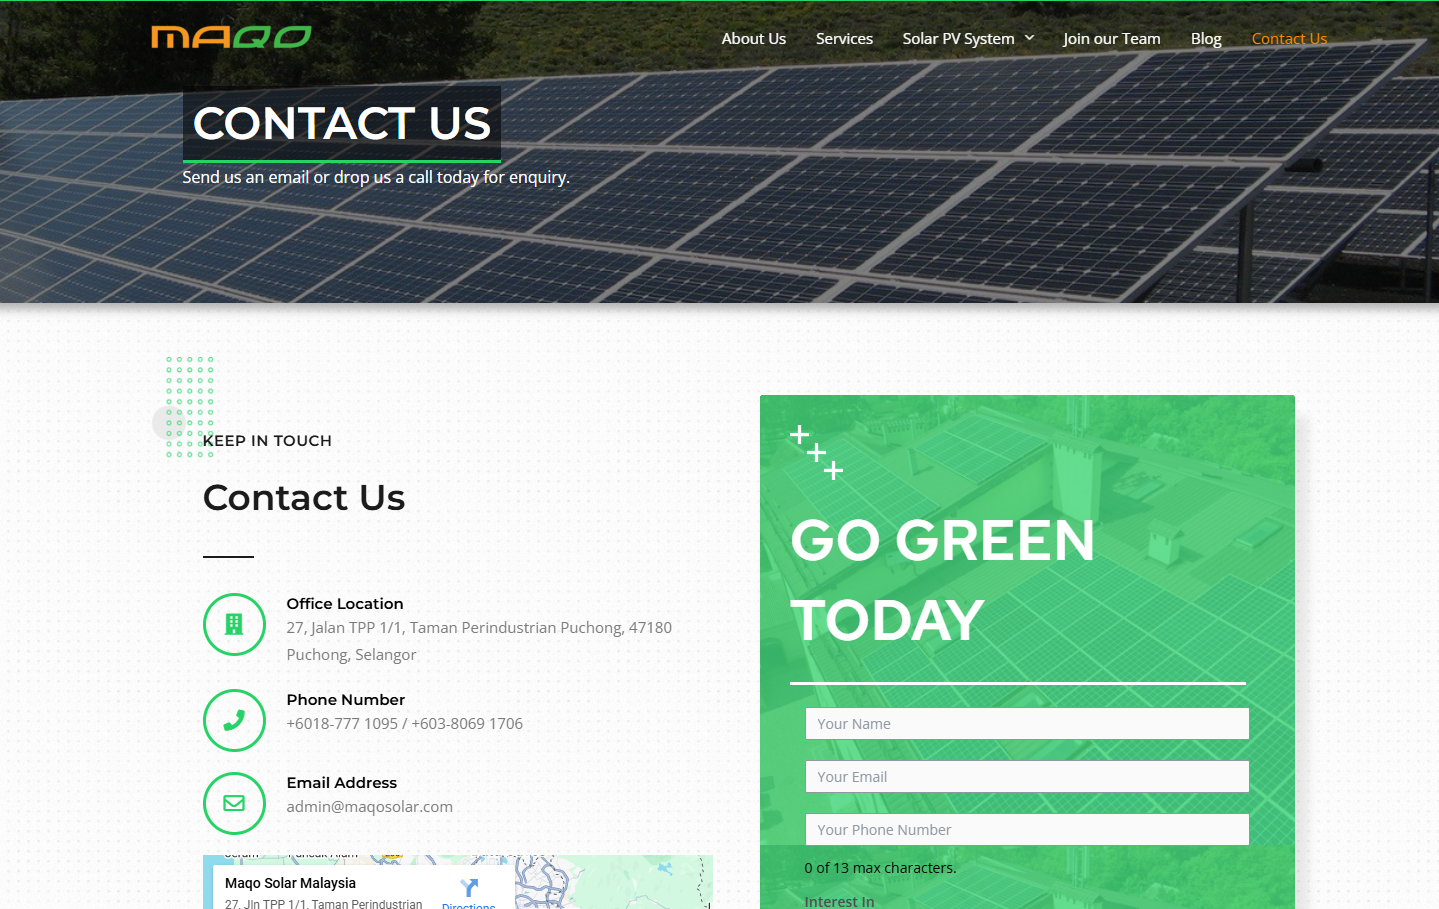 MAQO
About Us Services Solar PV System Join our Team Blog Contact Us
CONTACT US
Send us an email or drop us a call today for enquiry.
KEEP IN TOUCH
Contact Us
Office Location
27, Jalan TPP 1/1, Taman Perindustrian Puchong, 47180
Puchong, Selangor
Phone Number
+6018-777 1095 / +603-8069 1706
Email Address
admin@maqosolar.com
Maqo Solar Malaysia
27, Jln TPP 1/1, Taman Perindustrian
Directions
GO GREEN
TODAY
Your Name
Your Email
Your Phone Number
0 of 13 max characters.
Interest In